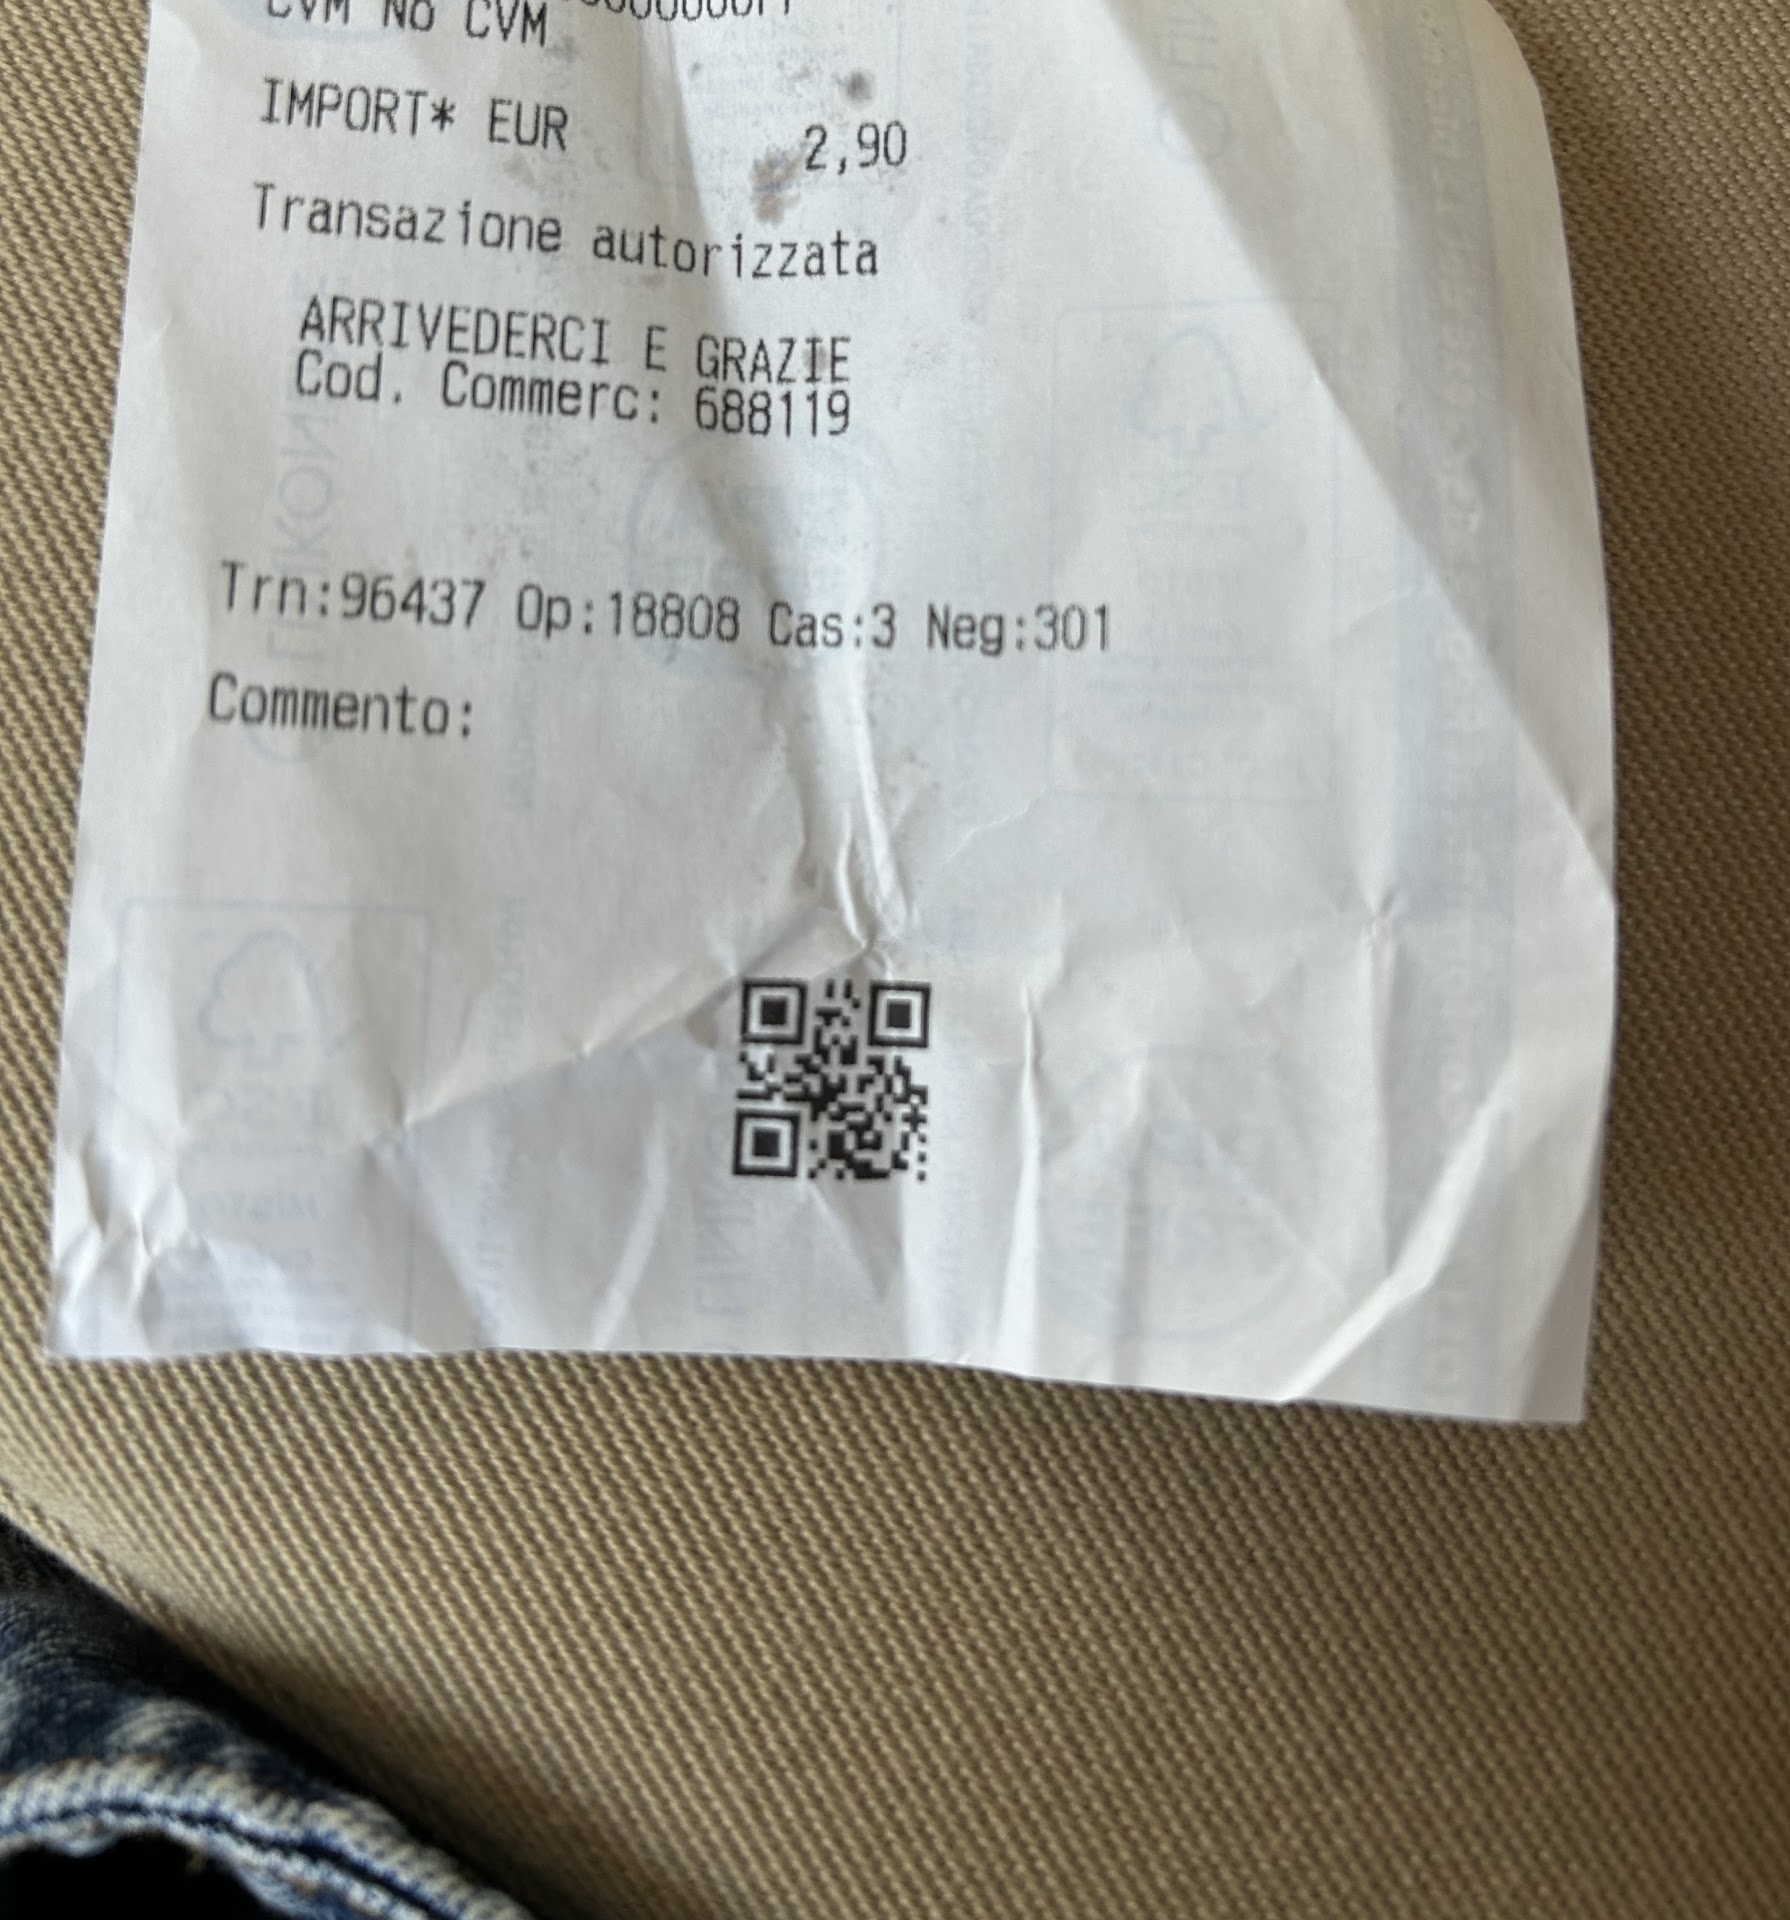 CVM No CVM
IMPORT* EUR 2,90
Transazione autorizzata
ARRIVEDERCI E GRAZIE
Cod. Commerc: 688119
Trn:96437 Op:18808 Cas:3 Neg:301
Commento: